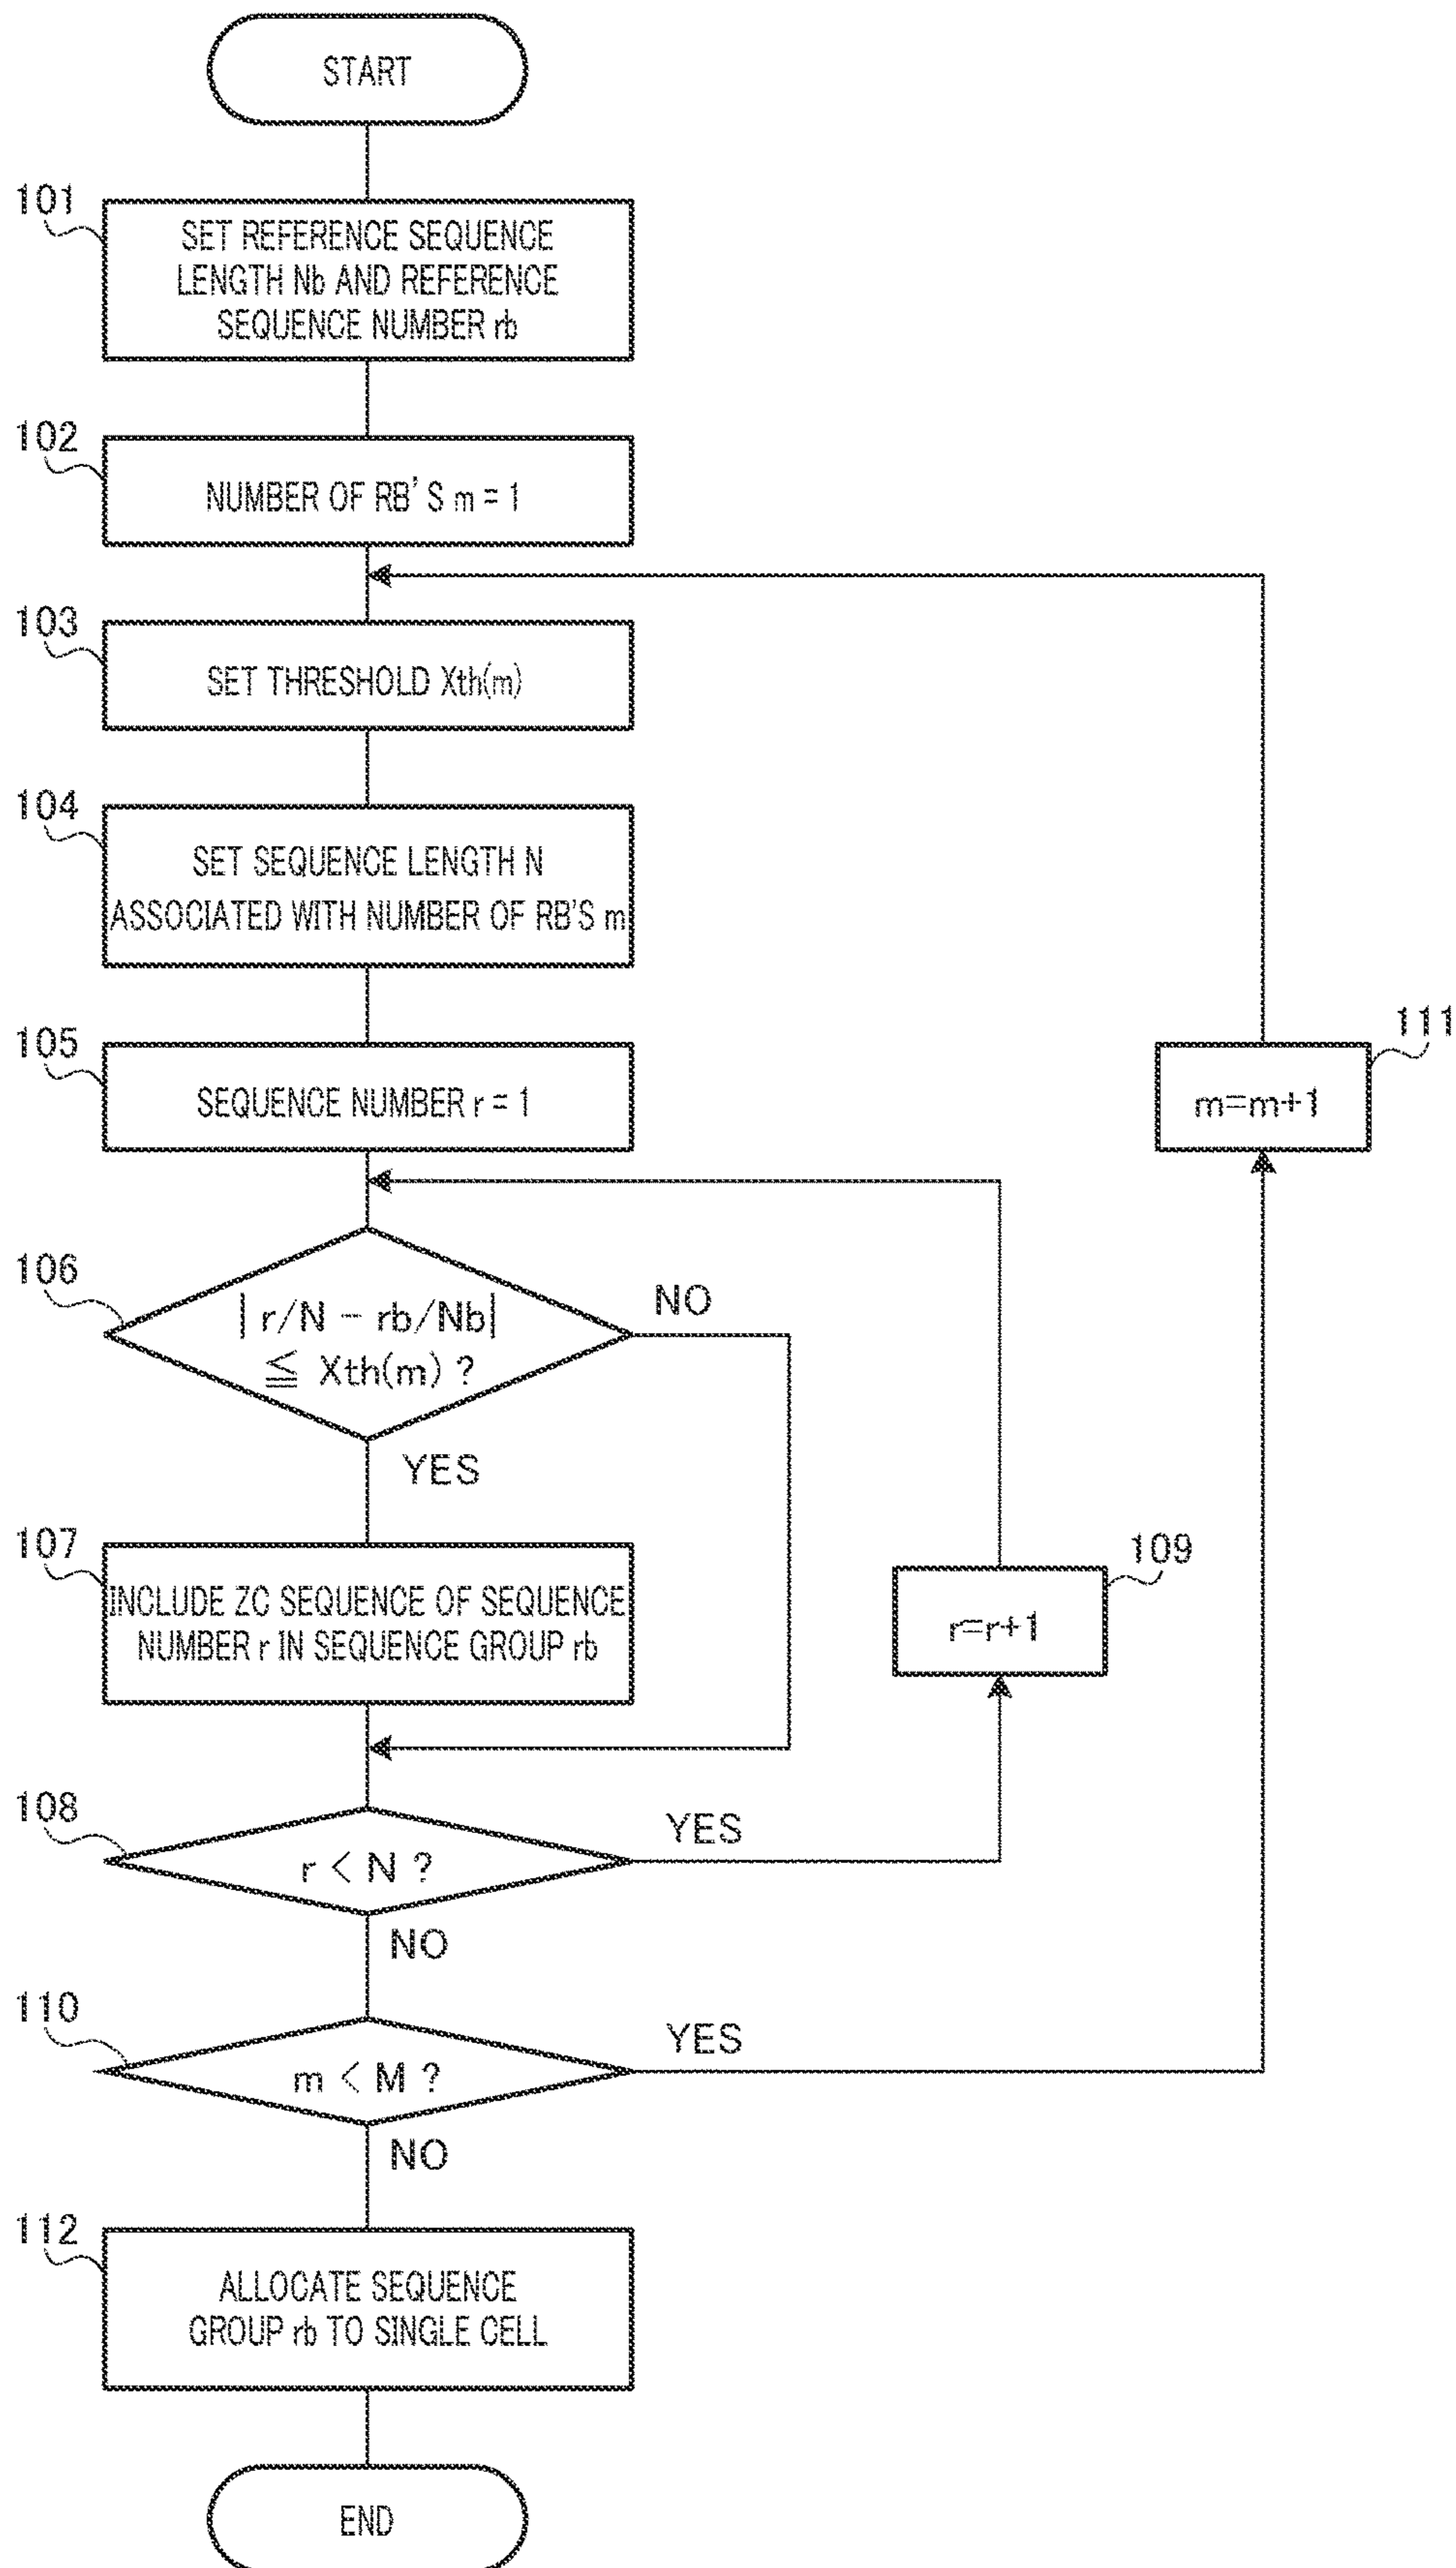 START
101
SET REFERENCE SEQUENCE
LENGTH Nb AND REFERENCE
SEQUENCE NUMBER rb
102
NUMBER OF RB'S m = 1
103
SET THRESHOLD Xth(m)
104
SET SEQUENCE LENGTH N
ASSOCIATED WITH NUMBER OF RB'S m
105
SEQUENCE NUMBER r = 1
111
m=m+1
106
| r/N - rb/Nb|
≦ Xth(m) ?
NO
YES
107
INCLUDE ZC SEQUENCE OF SEQUENCE
NUMBER r IN SEQUENCE GROUP rb
109
r=r+1
108
r < N ?
YES
NO
110
m < M ?
YES
NO
112
ALLOCATE SEQUENCE
GROUP rb TO SINGLE CELL
END